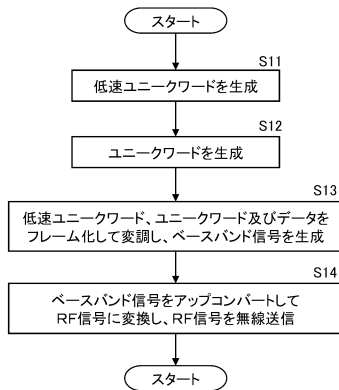 スタート
S11
低速ユニークワードを生成
S12
ユニークワードを生成
S13
低速ユニークワード、ユニークワード及びデータを
フレーム化して変調し、ベースバンド信号を生成
S14
ベースバンド信号をアップコンバートして
RF信号に変換し、RF信号を無線送信
スタート